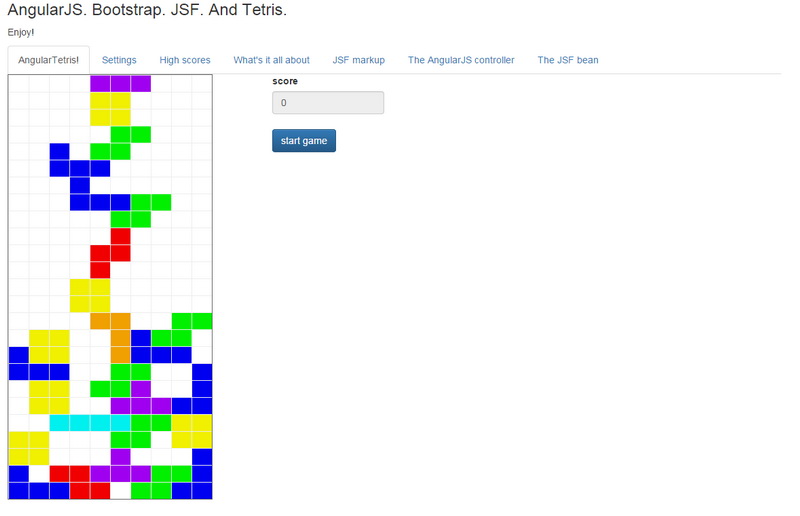 AngularJS. Bootstrap. JSF. And Tetris.
Enjoy!
AngularTetris! Settings High scores What's it all about JSF markup The AngularJS controller The JSF bean
score
0
start game